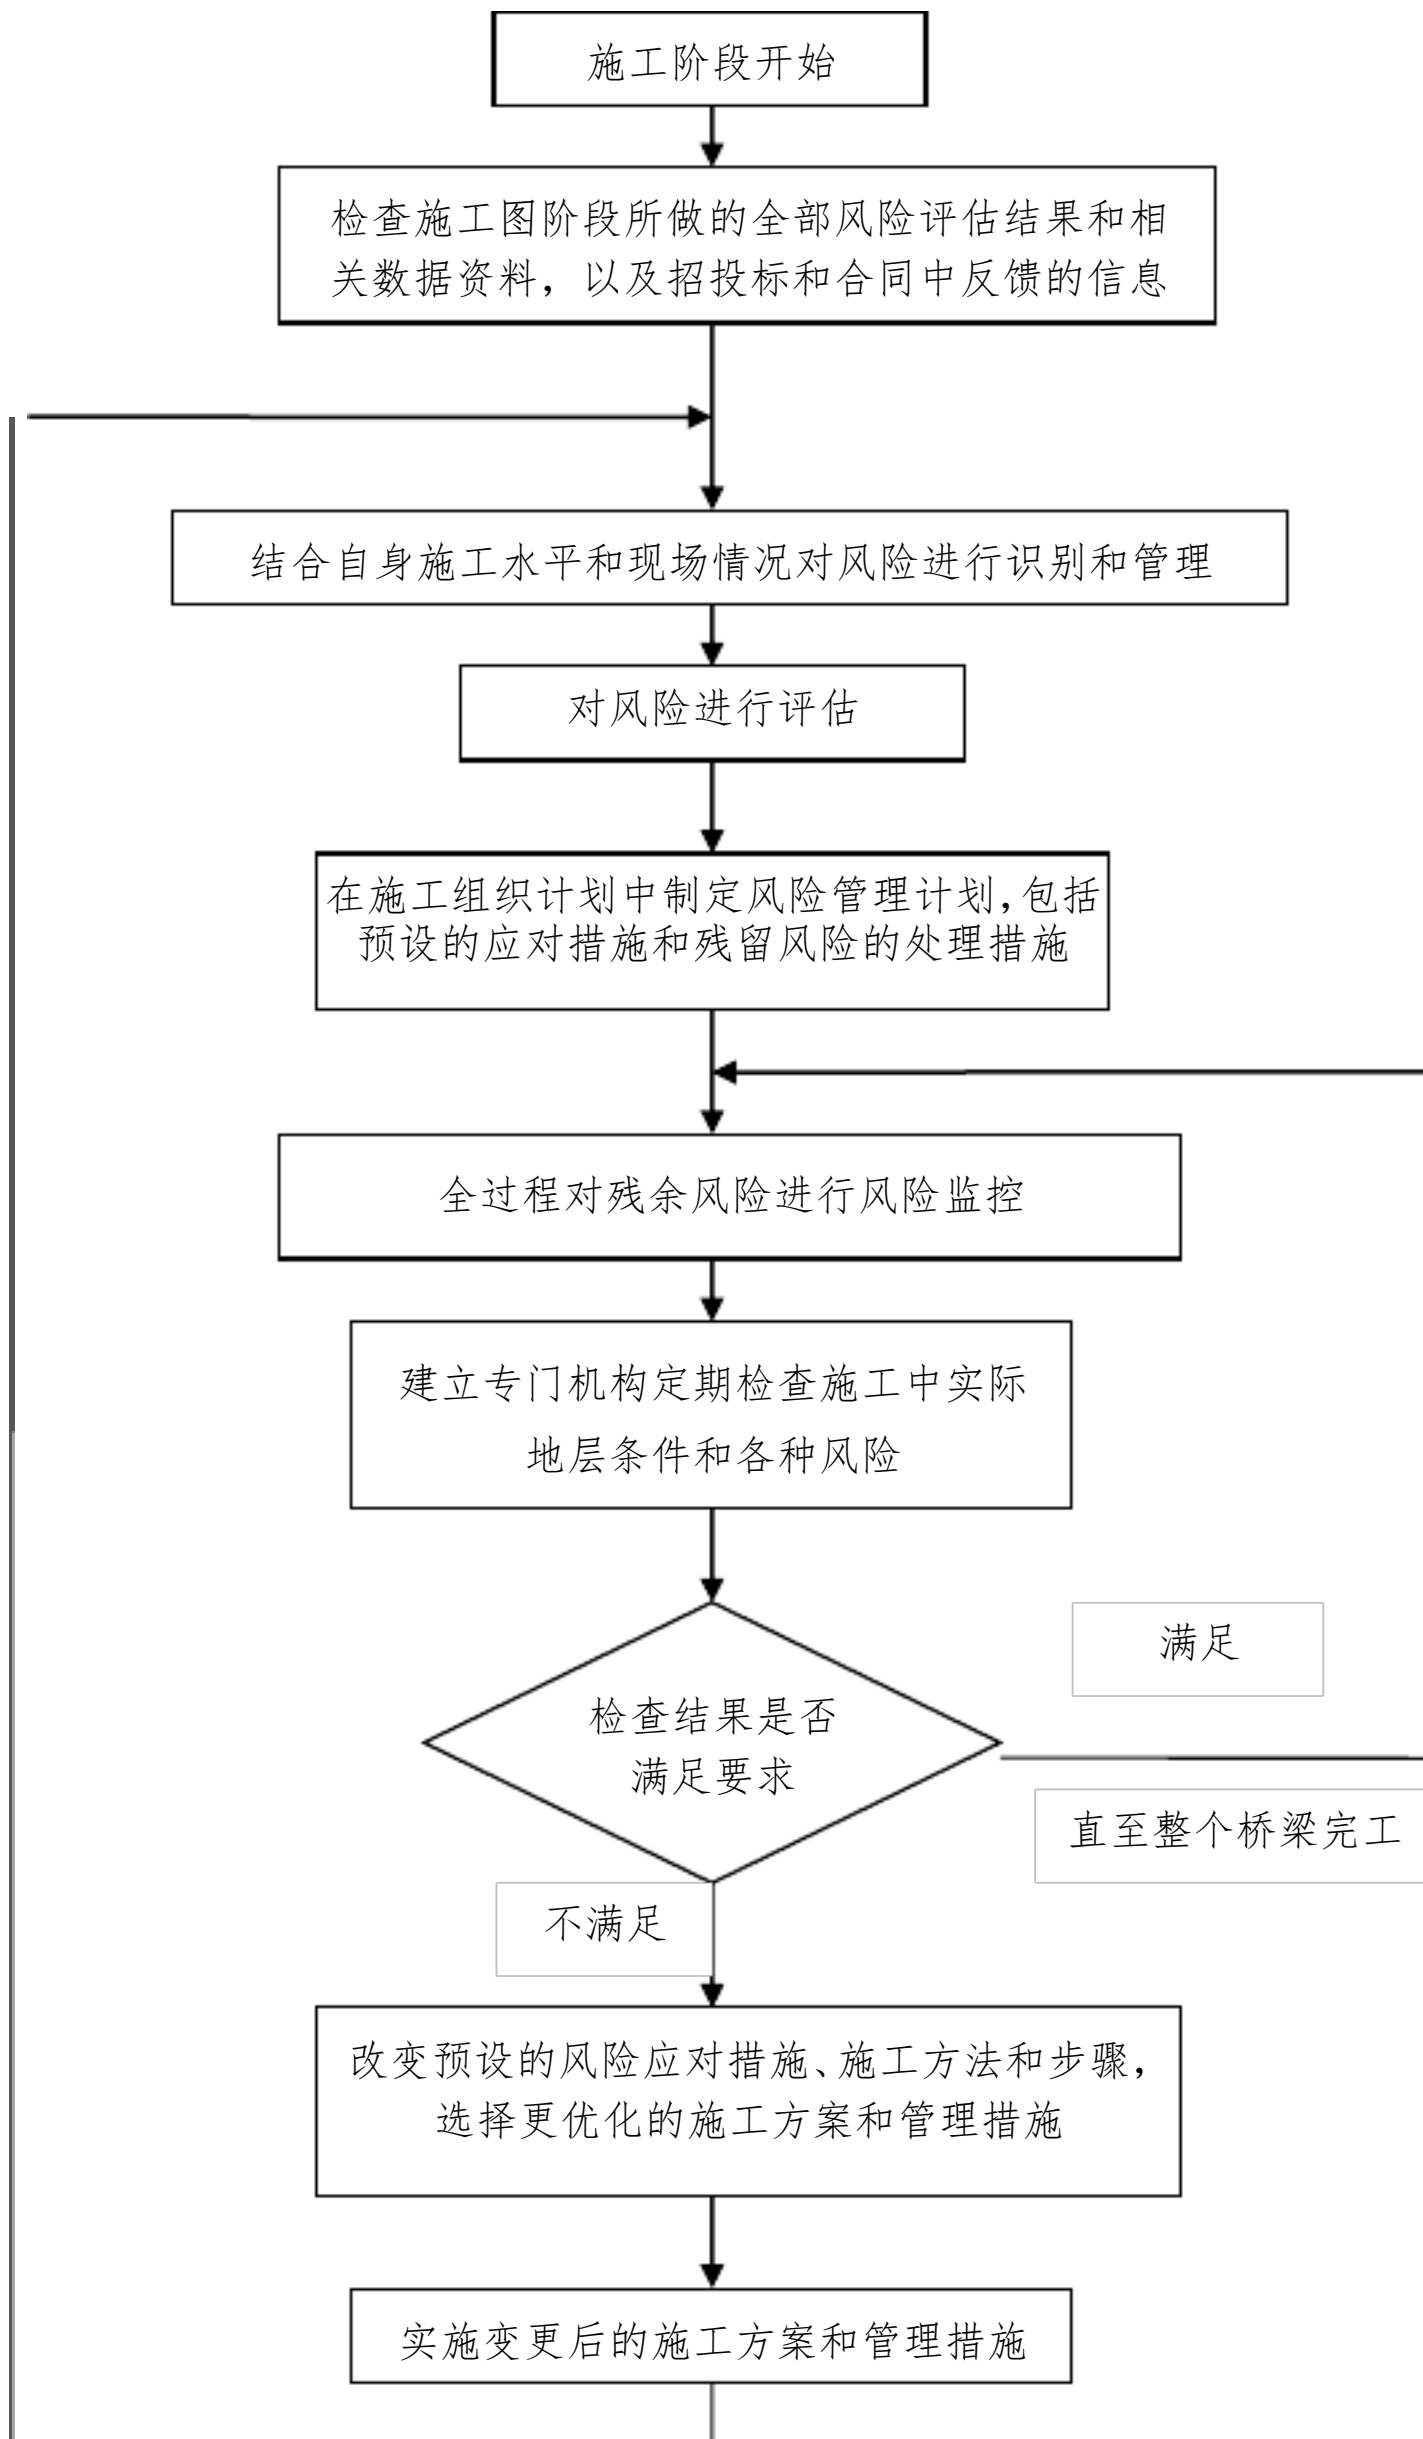 施工阶段开始
检查施工图阶段所做的全部风险评估结果和相
关数据资料，以及招投标和合同中反馈的信息
结合自身施工水平和现场情况对风险进行识别和管理
对风险进行评估
在施工组织计划中制定风险管理计划,包括
预设的应对措施和残留风险的处理措施
全过程对残余风险进行风险监控
建立专门机构定期检查施工中实际
地层条件和各种风险
检查结果是否
满足要求
满足
直至整个桥梁完工
不满足
改变预设的风险应对措施、施工方法和步骤,
选择更优化的施工方案和管理措施
实施变更后的施工方案和管理措施